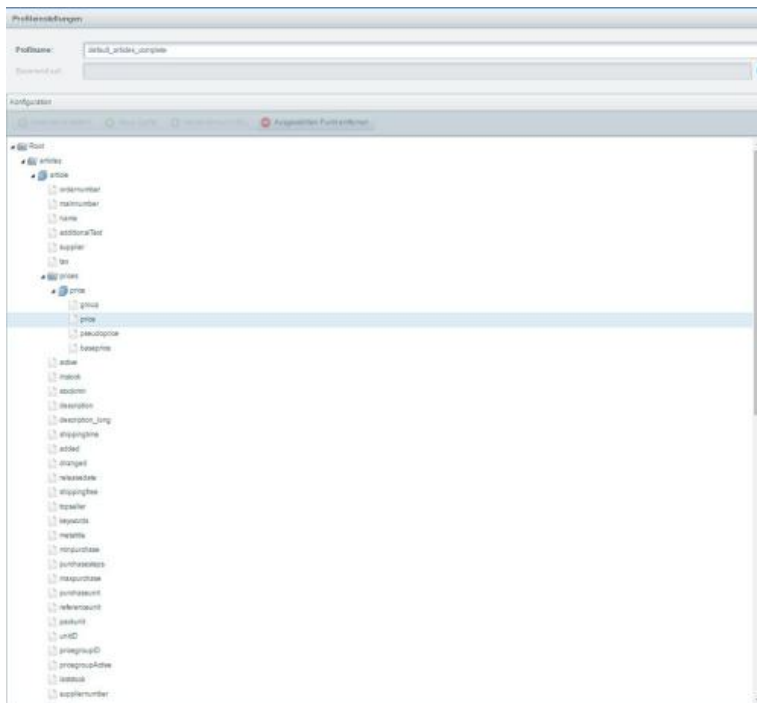 Profileinstellungen
Profilname:
default_articles_complete
Konfiguration
Ausgewählten Punkt entfernen
Root
articles
article
ordernumber
mainnumber
name
additionalText
supplier
tax
prices
price
group
price
pseudoprice
baseprice
active
instock
stockmin
description
description_long
shippingtime
added
changed
releasedate
shippingfree
topseller
keywords
metatitle
minpurchase
purchasesteps
maxpurchase
purchaseunit
referenceunit
packunit
unitID
pricegroupID
pricegroupActive
laststock
suppliernumber